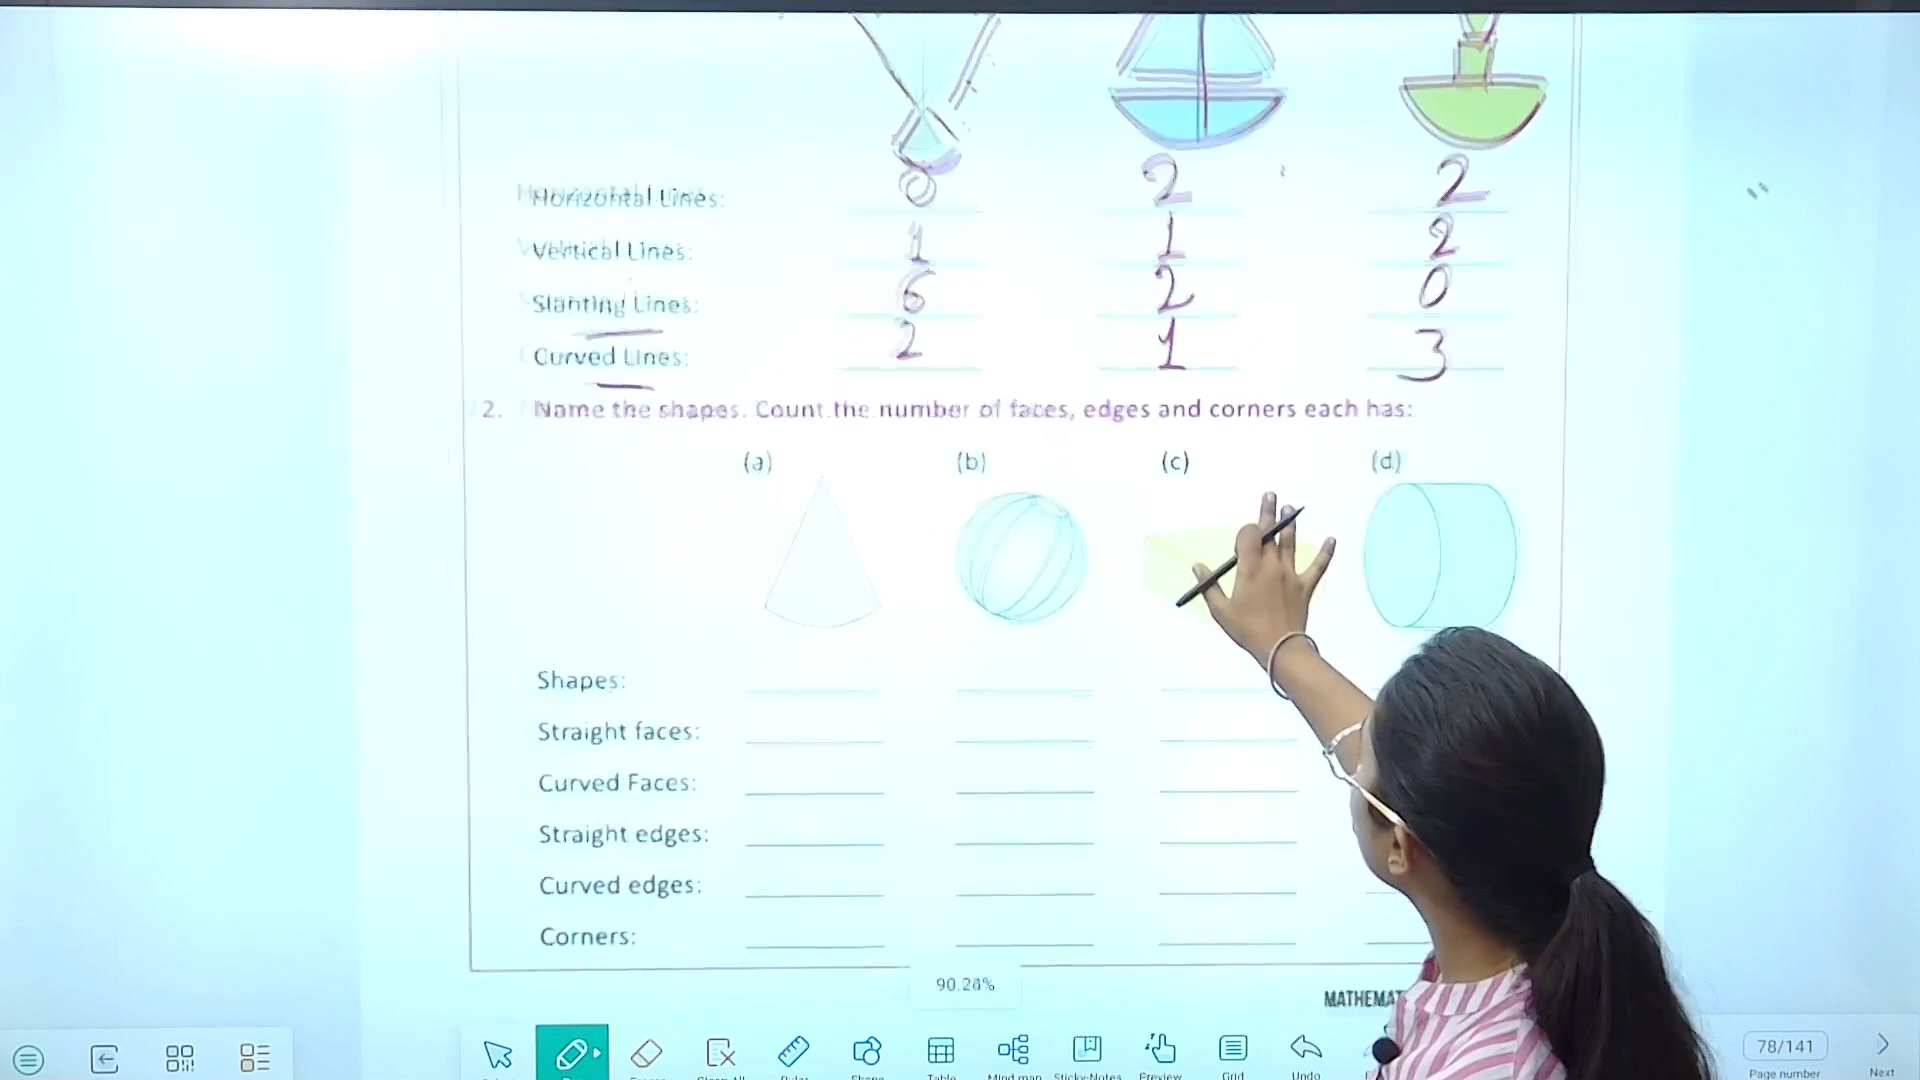 Horizontal Lines: 0 2 2
Vertical Lines: 1 1 2
Slanting Lines: 6 2 0
Curved Lines: 2 1 3
2. Name the shapes. Count the number of faces, edges and corners each has:
(a) (b) (c) (d)
Shapes:
Straight faces:
Curved Faces:
Straight edges:
Curved edges:
Corners:
MATHEMAT
Table Mind map Sticky-Notes Preview Grid Undo
78/141
Page number Next